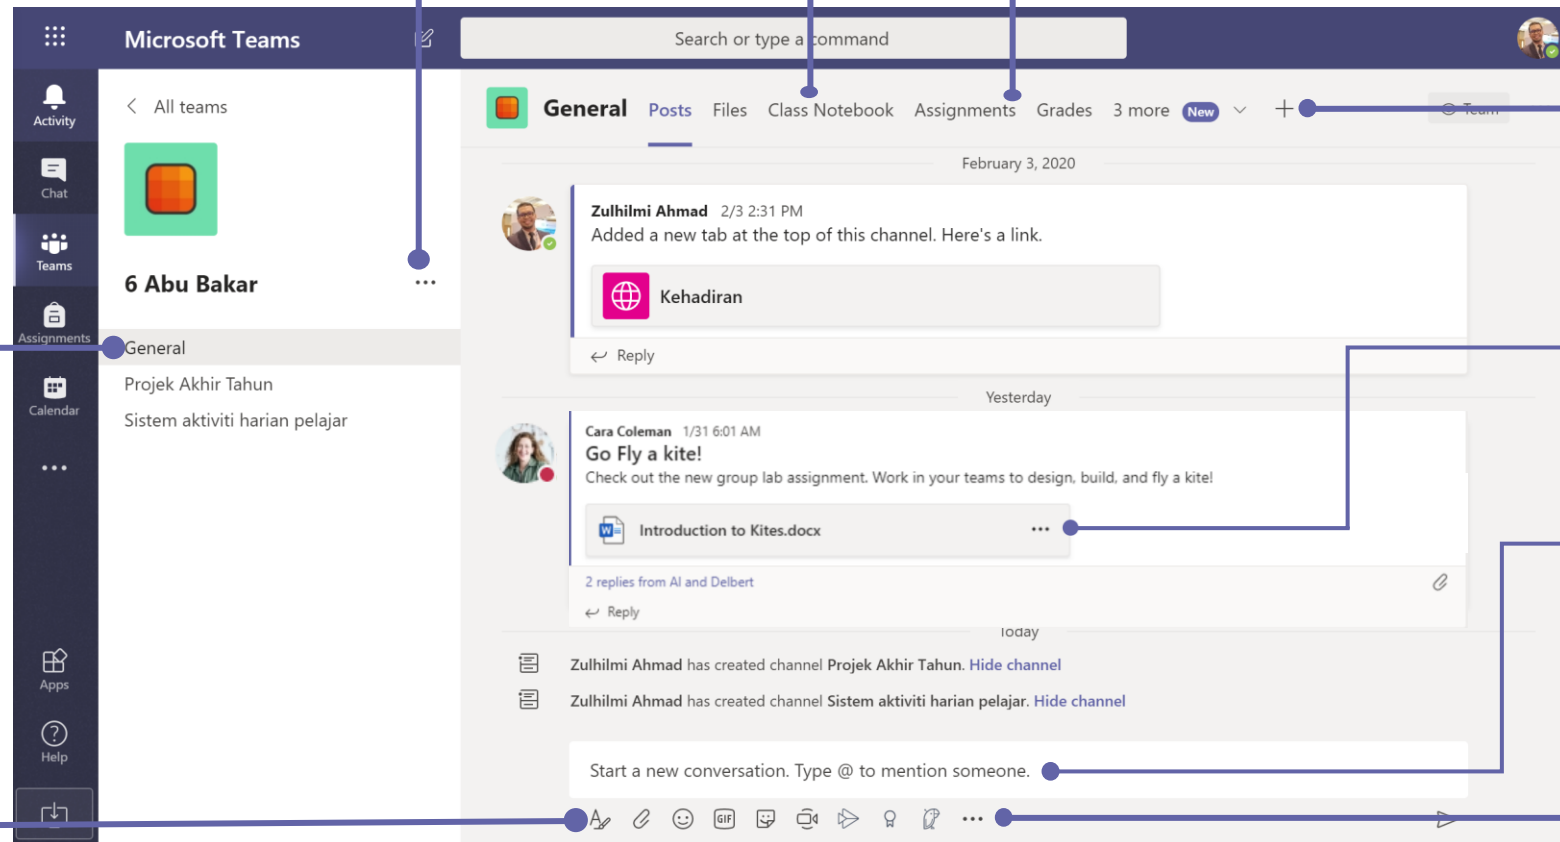 Microsoft Teams
Search or type a command
Activity
Chat
Teams
Assignments
Calendar
Apps
Help
All teams
6 Abu Bakar
General
Projek Akhir Tahun
Sistem aktiviti harian pelajar
General Posts Files Class Notebook Assignments Grades 3 more New
Team
February 3, 2020
Zulhilmi Ahmad 2/3 2:31 PM
Added a new tab at the top of this channel. Here's a link.
Kehadiran
Reply
Yesterday
Cara Coleman 1/31 6:01 AM
Go Fly a kite!
Check out the new group lab assignment. Work in your teams to design, build, and fly a kite!
Introduction to Kites.docx
2 replies from Al and Delbert
Reply
Today
Zulhilmi Ahmad has created channel Projek Akhir Tahun. Hide channel
Zulhilmi Ahmad has created channel Sistem aktiviti harian pelajar. Hide channel
Start a new conversation. Type @ to mention someone.
GIF